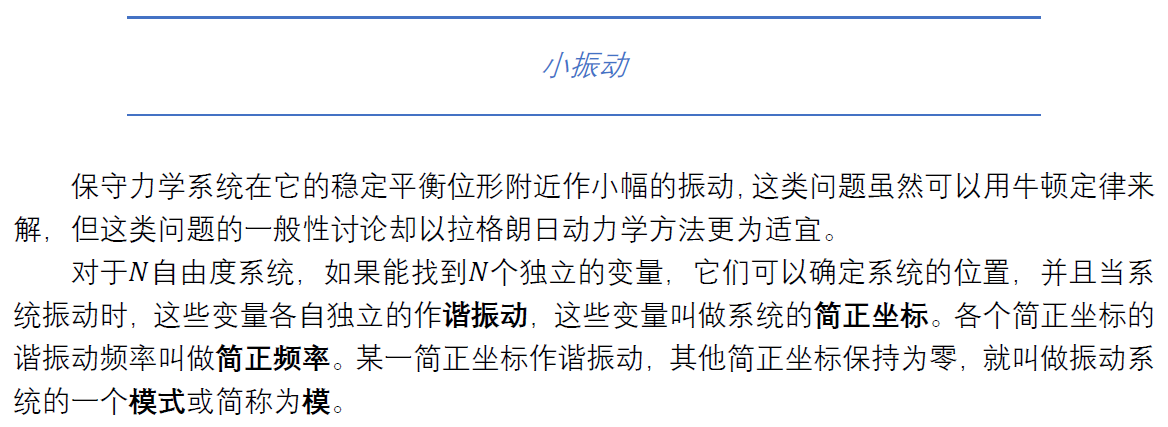 小振动
保守力学系统在它的稳定平衡位形附近作小幅的振动,这类问题虽然可以用牛顿定律来
解，但这类问题的一般性讨论却以拉格朗日动力学方法更为适宜。
对于N自由度系统，如果能找到N个独立的变量，它们可以确定系统的位置，并且当系
统振动时，这些变量各自独立的作谐振动，这些变量叫做系统的简正坐标。各个简正坐标的
谐振动频率叫做简正频率。某一简正坐标作谐振动，其他简正坐标保持为零，就叫做振动系
统的一个模式或简称为模。